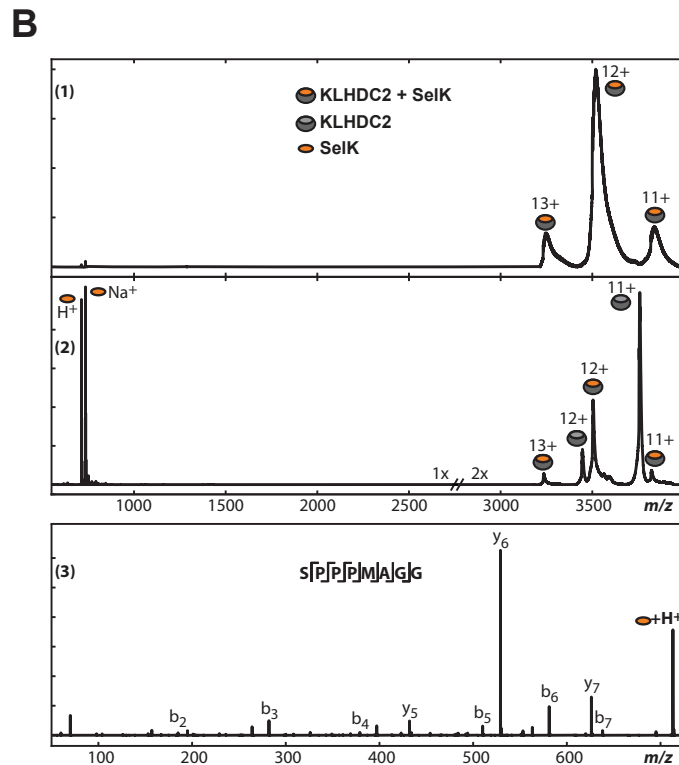 B
(1)
KLHDC2 + SelK
KLHDC2
SelK
12+
13+
11+
H+
Na+
(2)
11+
12+
12+
13+
11+
1x // 2x
1000 1500 2000 2500 3000 3500 m/z
(3)
SPPPMAGG
y6
+H+
b2
b3
b4
y5
b5
b6
y7
b7
100 200 300 400 500 600 m/z